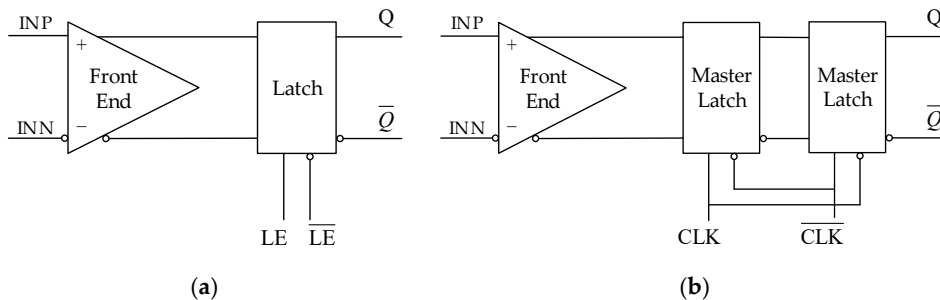 INP
INN
+
−
Front
End
Latch
Q
Q̅
LE
L̅E̅
(a)
INP
INN
+
−
Front
End
Master
Latch
Master
Latch
Q
Q̅
CLK
C̅L̅K̅
(b)